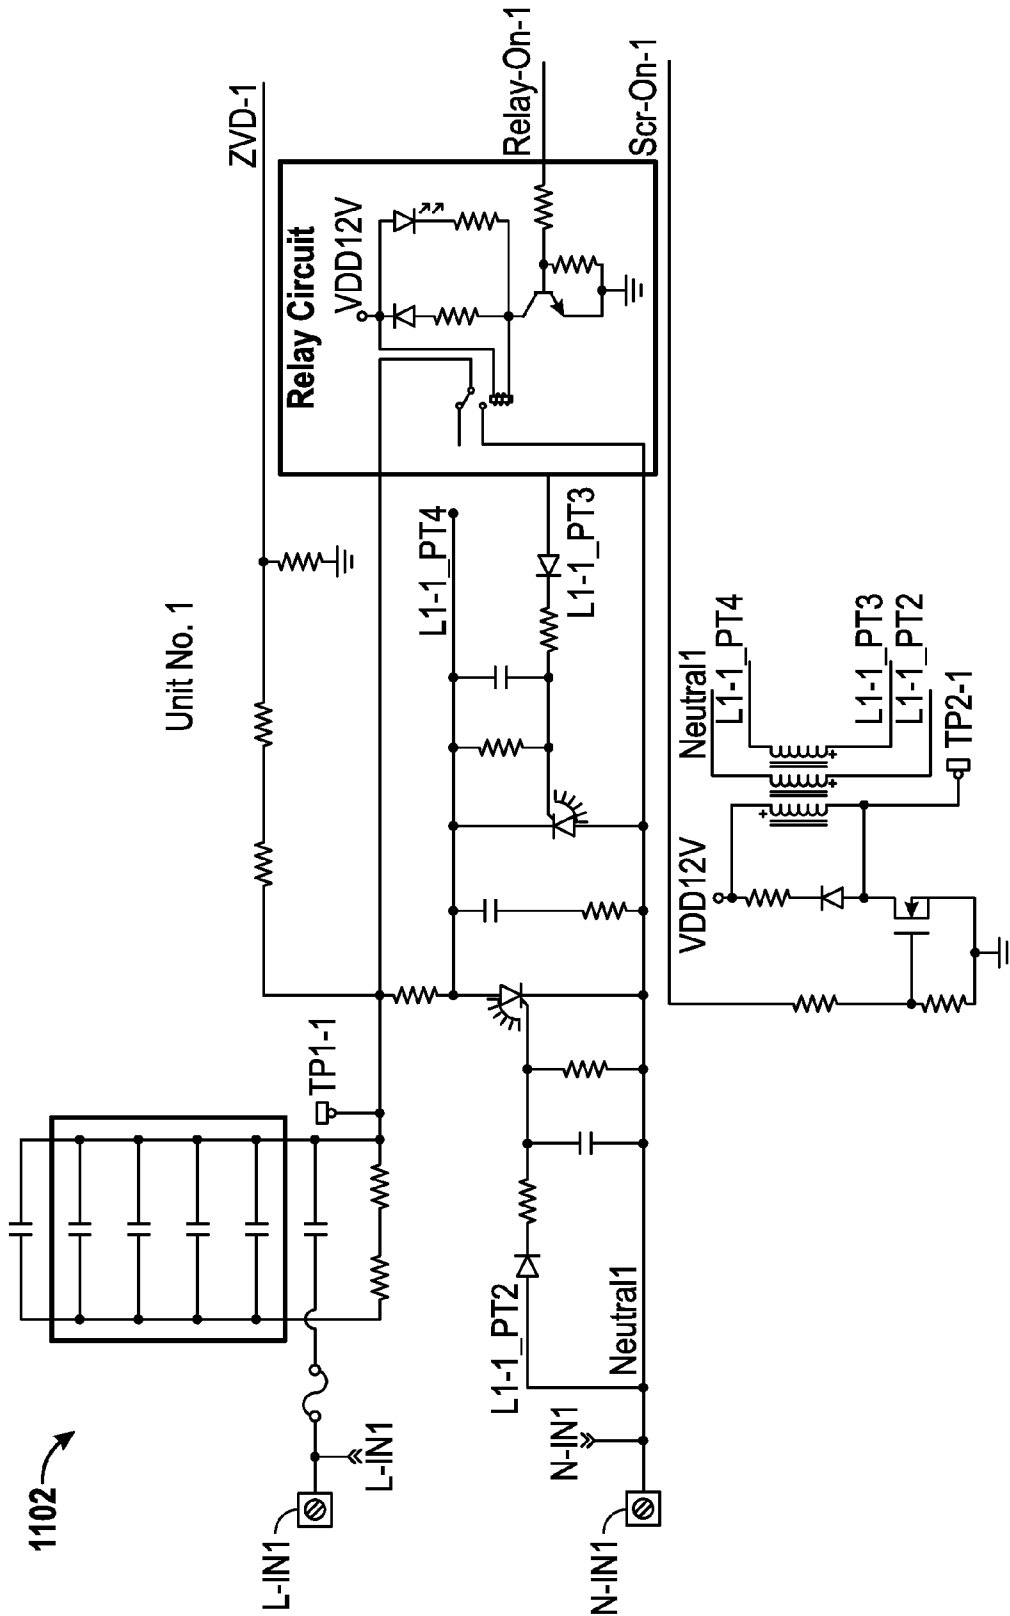 1102
L-IN1
L-IN1
N-IN1
N-IN1
Neutral1
L1-1_PT2
TP1-1
Unit No. 1
ZVD-1
L1-1_PT4
L1-1_PT3
Relay Circuit
VDD12V
Relay-On-1
Scr-On-1
VDD12V
Neutral1
L1-1_PT4
L1-1_PT3
L1-1_PT2
TP2-1
+
+
+